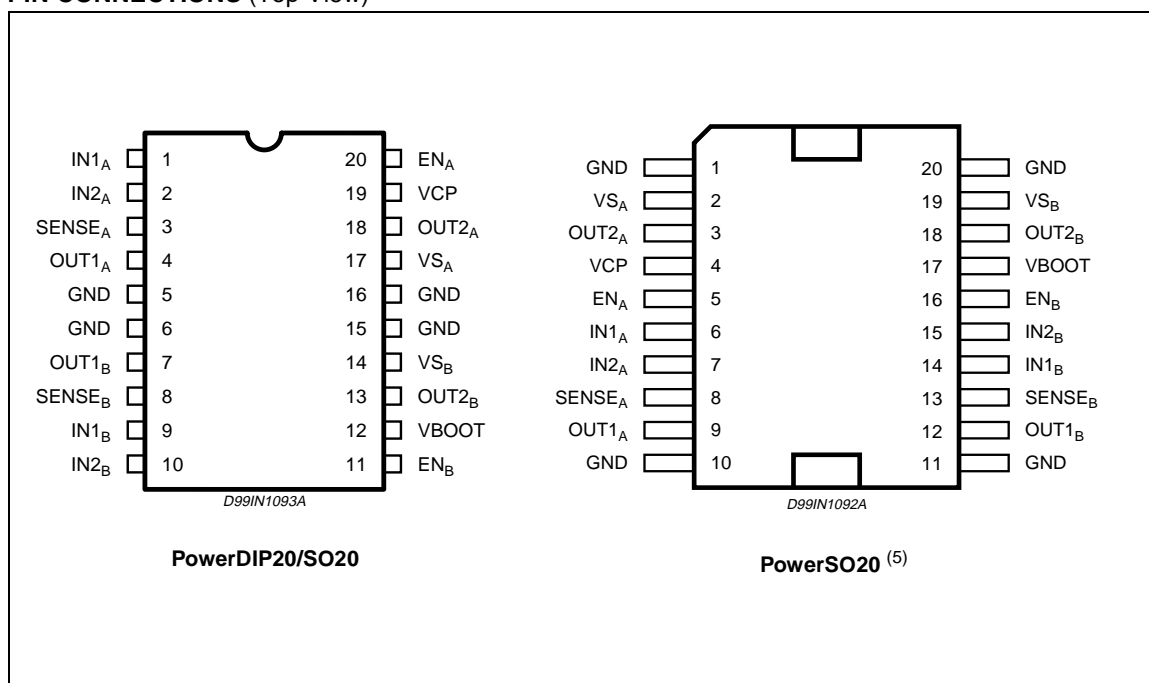 PIN CONNECTIONS (Top View)
IN1A 1 20 ENA
IN2A 2 19 VCP
SENSEA 3 18 OUT2A
OUT1A 4 17 VSA
GND 5 16 GND
GND 6 15 GND
OUT1B 7 14 VSB
SENSEB 8 13 OUT2B
IN1B 9 12 VBOOT
IN2B 10 11 ENB
D99IN1093A
PowerDIP20/SO20
GND 1 20 GND
VSA 2 19 VSB
OUT2A 3 18 OUT2B
VCP 4 17 VBOOT
ENA 5 16 ENB
IN1A 6 15 IN2B
IN2A 7 14 IN1B
SENSEA 8 13 SENSEB
OUT1A 9 12 OUT1B
GND 10 11 GND
D99IN1092A
PowerSO20 (5)